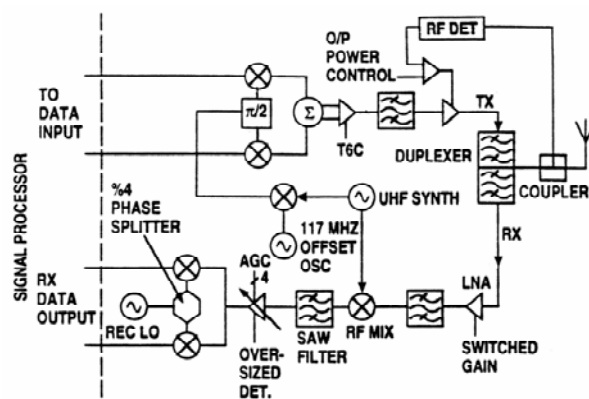 O/P
POWER
CONTROL
RF DET
TO DATA
INPUT
π/2
Σ
T6C
TX
DUPLEXER
COUPLER
SIGNAL PROCESSOR
%4
PHASE
SPLITTER
UHF SYNTH
117 MHZ
OFFSET
OSC
RX
AGC
4
LNA
RX
DATA
OUTPUT
REC LO
OVER-
SIZED
DET.
SAW
FILTER
RF MIX
SWITCHED
GAIN